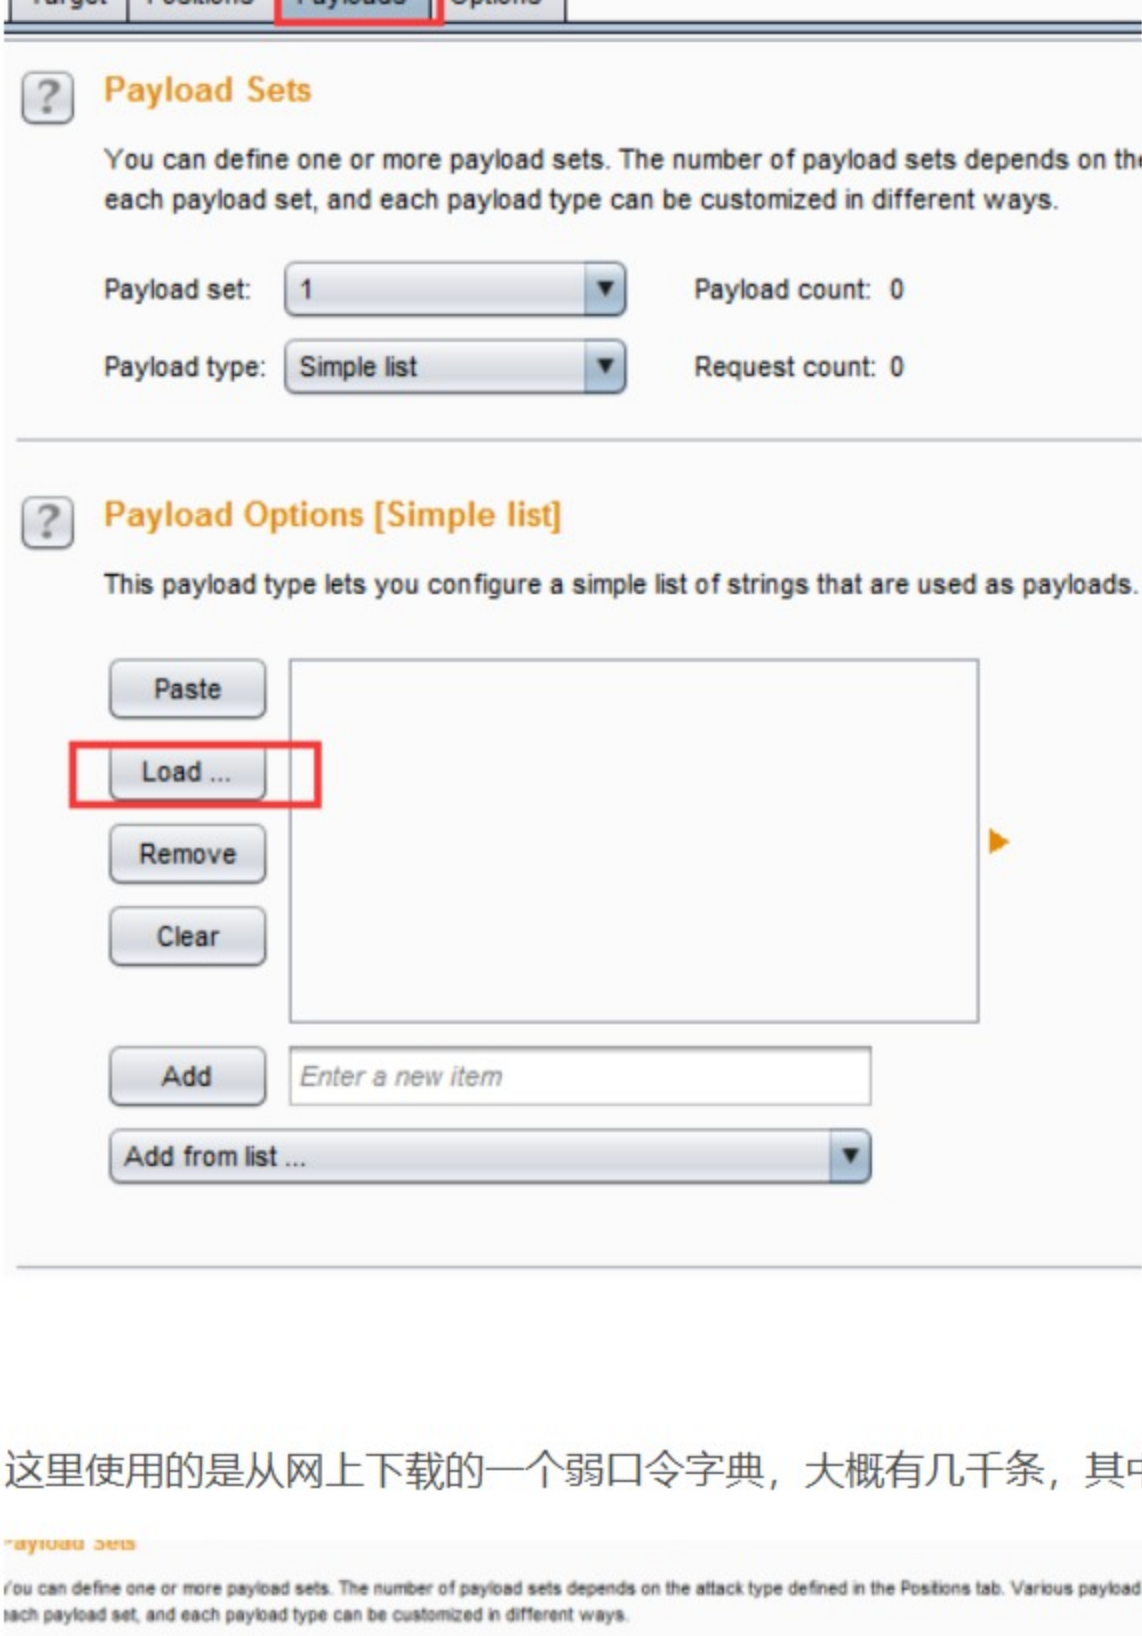 Target Positions Payloads Options
Payload Sets
You can define one or more payload sets. The number of payload sets depends on the
each payload set, and each payload type can be customized in different ways.
Payload set: 1 Payload count: 0
Payload type: Simple list Request count: 0
Payload Options [Simple list]
This payload type lets you configure a simple list of strings that are used as payloads.
Paste
Load ...
Remove
Clear
Add Enter a new item
Add from list ...
这里使用的是从网上下载的一个弱口令字典，大概有几千条，其中
Payload Sets
You can define one or more payload sets. The number of payload sets depends on the attack type defined in the Positions tab. Various payload
each payload set, and each payload type can be customized in different ways.